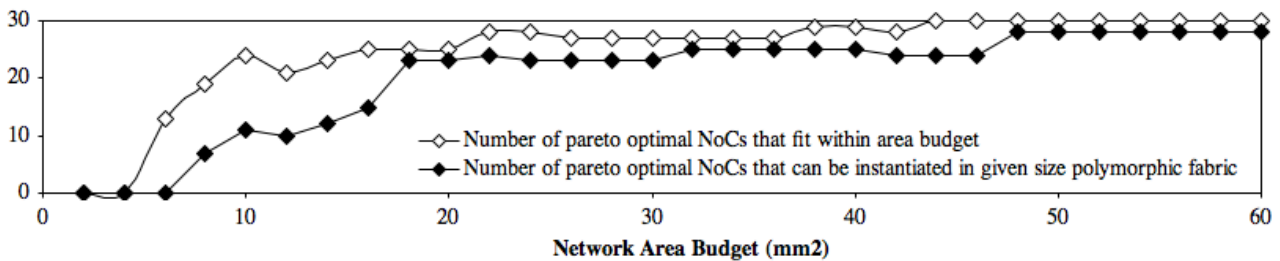 30
20
10
0
Number of pareto optimal NoCs that fit within area budget
Number of pareto optimal NoCs that can be instantiated in given size polymorphic fabric
0 10 20 30 40 50 60
Network Area Budget (mm2)